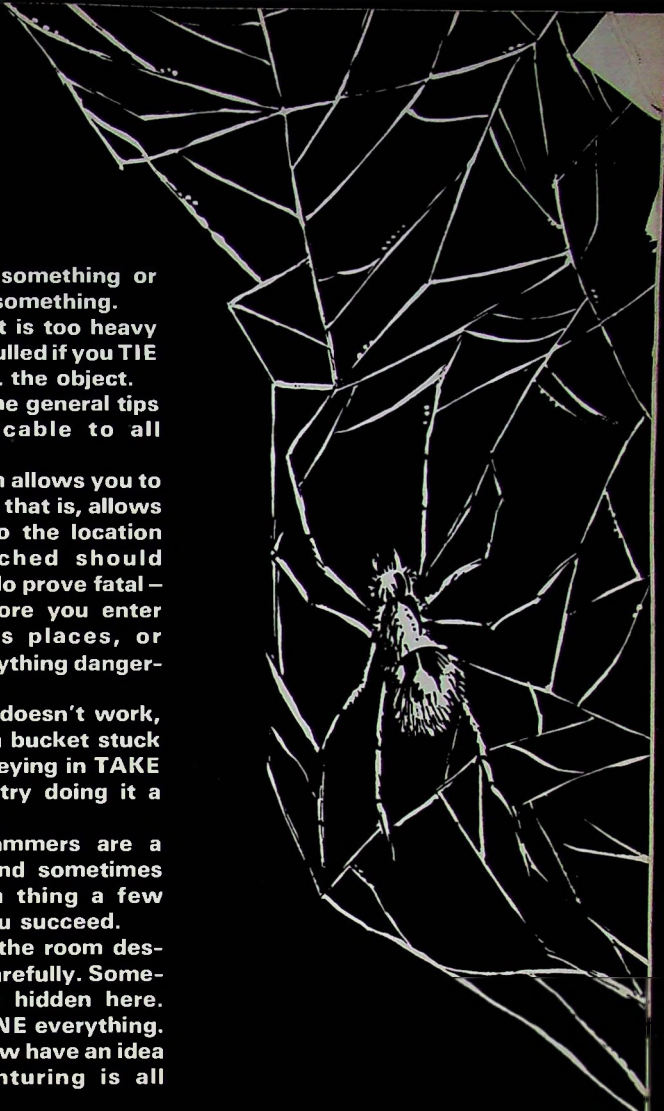 something or
something.
t is too heavy
ulled if you TIE
. the object.
ne general tips
cable to all
n allows you to
that is, allows
o the location
ched should
lo prove fatal –
ore you enter
s places, or
ything danger-
doesn't work,
n bucket stuck
eying in TAKE
try doing it a
ammers are a
nd sometimes
n thing a few
u succeed.
the room des-
arefully. Some-
hidden here.
NE everything.
w have an idea
nturing is all